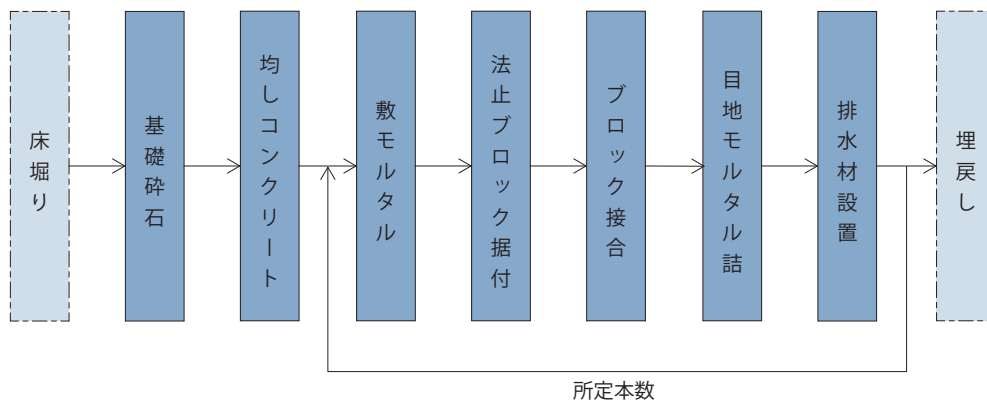 床堀り
基礎砕石
均しコンクリート
敷モルタル
法止ブロック据付
ブロック接合
目地モルタル詰
排水材設置
埋戻し
所定本数